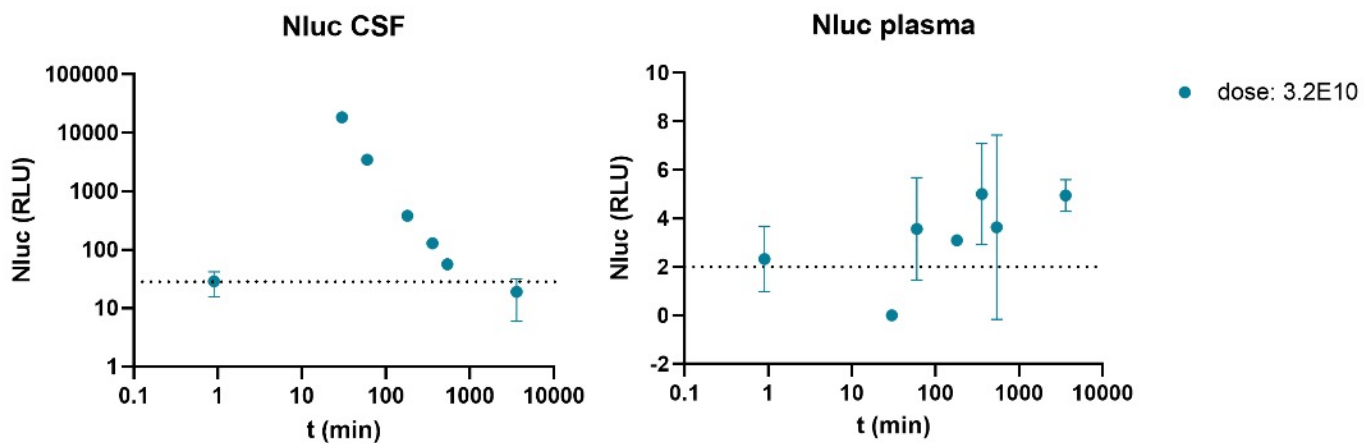 Nluc CSF
Nluc (RLU)
100000
10000
1000
100
10
1
0.1 1 10 100 1000 10000
t (min)
Nluc plasma
Nluc (RLU)
10
8
6
4
2
0
-2
0.1 1 10 100 1000 10000
t (min)
dose: 3.2E10